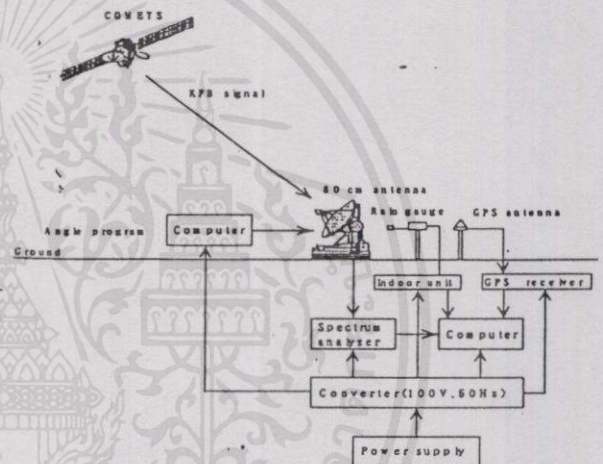 COMETS
KPB signal
80 cm antenna
Rain gauge
GPS antenna
Angle program
Computer
Ground
Indoor unit
GPS receiver
Spectrum
analyser
Computer
Converter(100V,50Hz)
Power supply